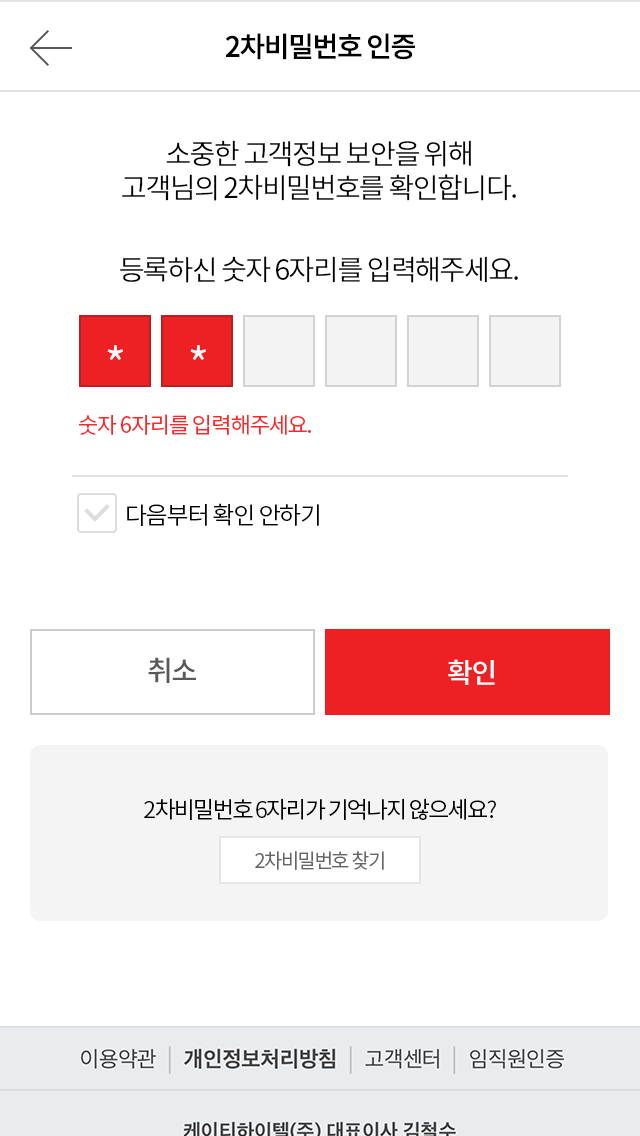 2차비밀번호 인증
소중한 고객정보 보안을 위해
고객님의 2차비밀번호를 확인합니다.
등록하신 숫자 6자리를 입력해주세요.
* *
숫자 6자리를 입력해주세요.
다음부터 확인 안하기
취소 확인
2차비밀번호 6자리가 기억나지 않으세요?
2차비밀번호 찾기
이용약관 개인정보처리방침 고객센터 임직원인증
케이티하이텔(주) 대표이사 김철수